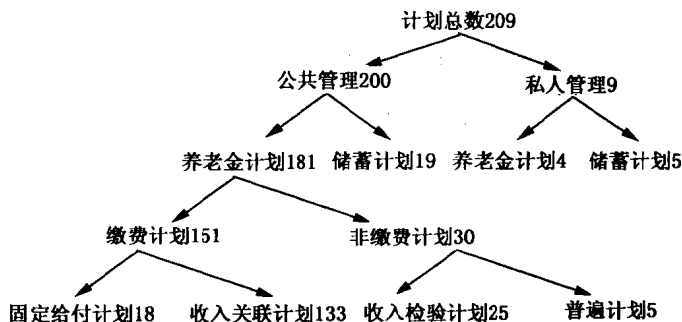 计划总数209
公共管理200 私人管理9
养老金计划181 储蓄计划19 养老金计划4 储蓄计划5
缴费计划151 非缴费计划30
固定给付计划18 收入关联计划133 收入检验计划25 普遍计划5